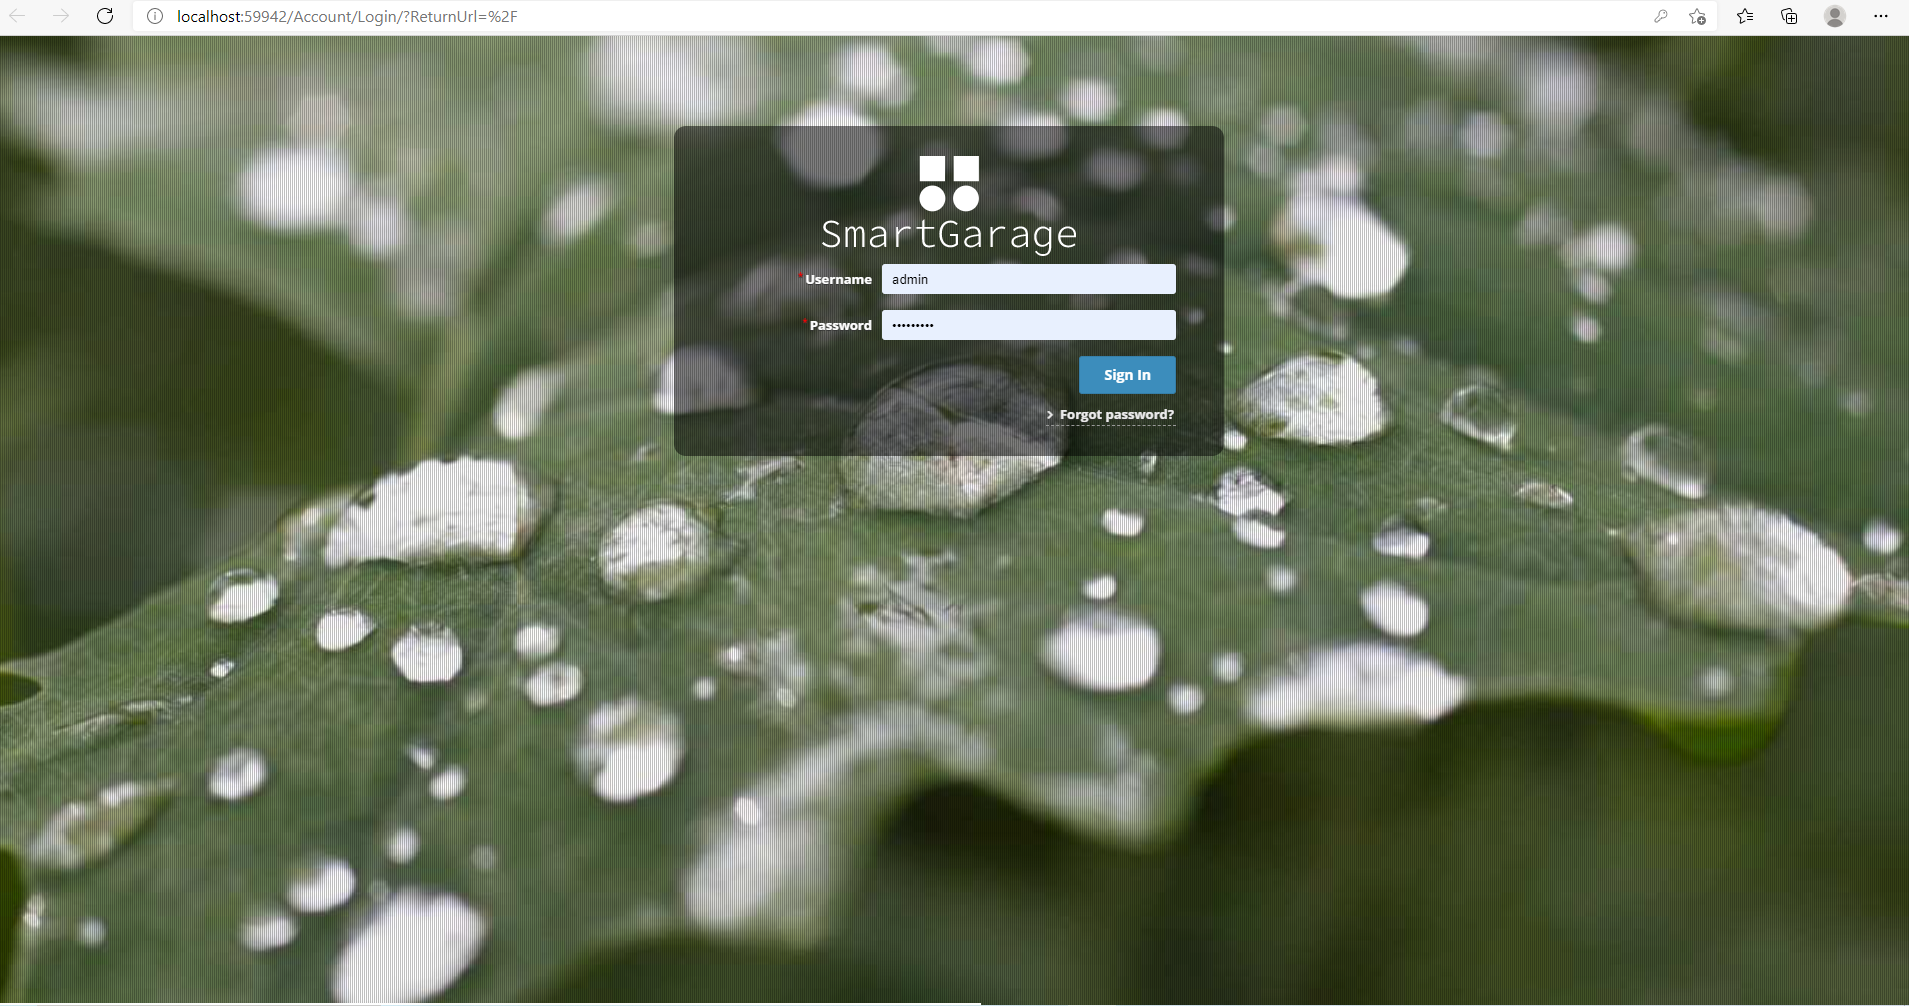 localhost:59942/Account/Login/?ReturnUrl=%2F
SmartGarage
*Username admin
*Password •••••••••
Sign In
> Forgot password?